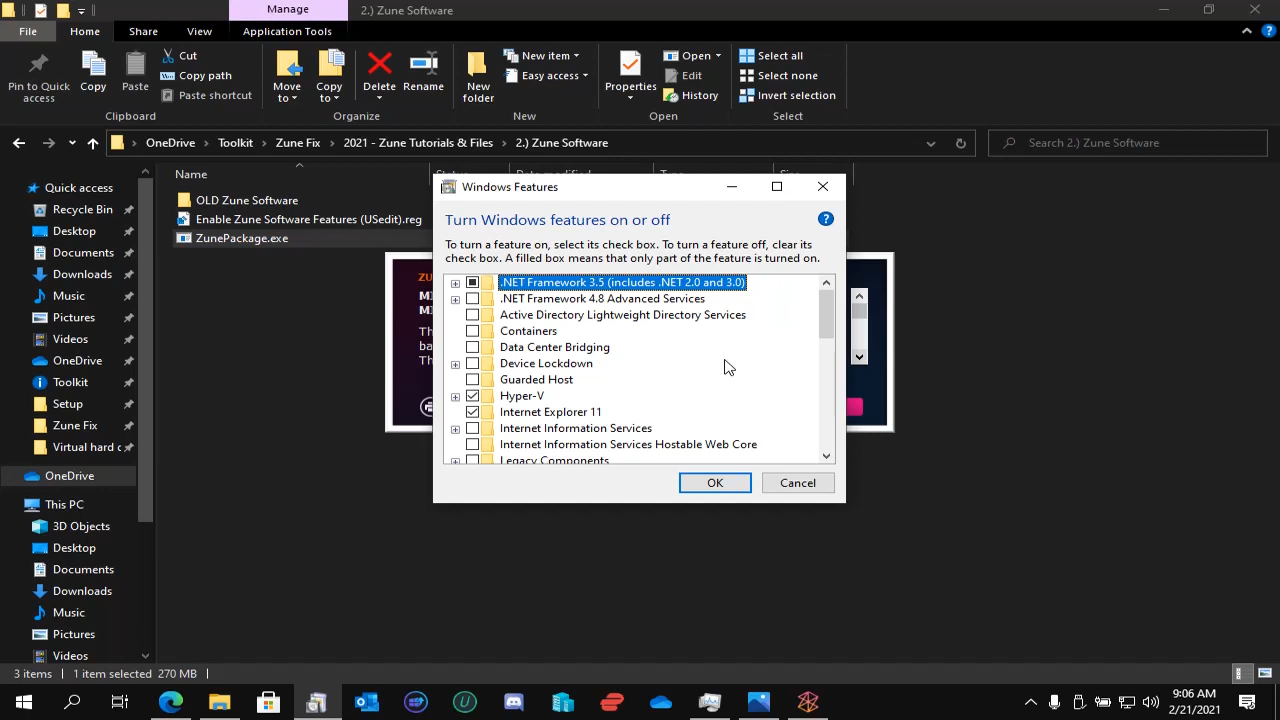 Manage
2.) Zune Software
File
Home
Share
View
Application Tools
Pin to Quick access
Copy
Paste
Cut
Copy path
Paste shortcut
Move to
Copy to
Delete
Rename
New folder
New item
Easy access
Properties
Open
Edit
History
Select all
Select none
Invert selection
Clipboard
Organize
New
Open
Select
OneDrive
Toolkit
Zune Fix
2021 - Zune Tutorials & Files
2.) Zune Software
Search 2.) Zune Software
Name
Quick access
Recycle Bin
Desktop
Documents
Downloads
Music
Pictures
Videos
OneDrive
Toolkit
Setup
Zune Fix
Virtual hard
OneDrive
This PC
3D Objects
Desktop
Documents
Downloads
Music
Pictures
Videos
OLD Zune Software
Enable Zune Software Features (USedit).reg
ZunePackage.exe
Windows Features
Turn Windows features on or off
To turn a feature on, select its check box. To turn a feature off, clear its
check box. A filled box means that only part of the feature is turned on.
.NET Framework 3.5 (includes .NET 2.0 and 3.0)
.NET Framework 4.8 Advanced Services
Active Directory Lightweight Directory Services
Containers
Data Center Bridging
Device Lockdown
Guarded Host
Hyper-V
Internet Explorer 11
Internet Information Services
Internet Information Services Hostable Web Core
Legacy Components
OK
Cancel
3 items
1 item selected 270 MB
9:06 AM
2/21/2021